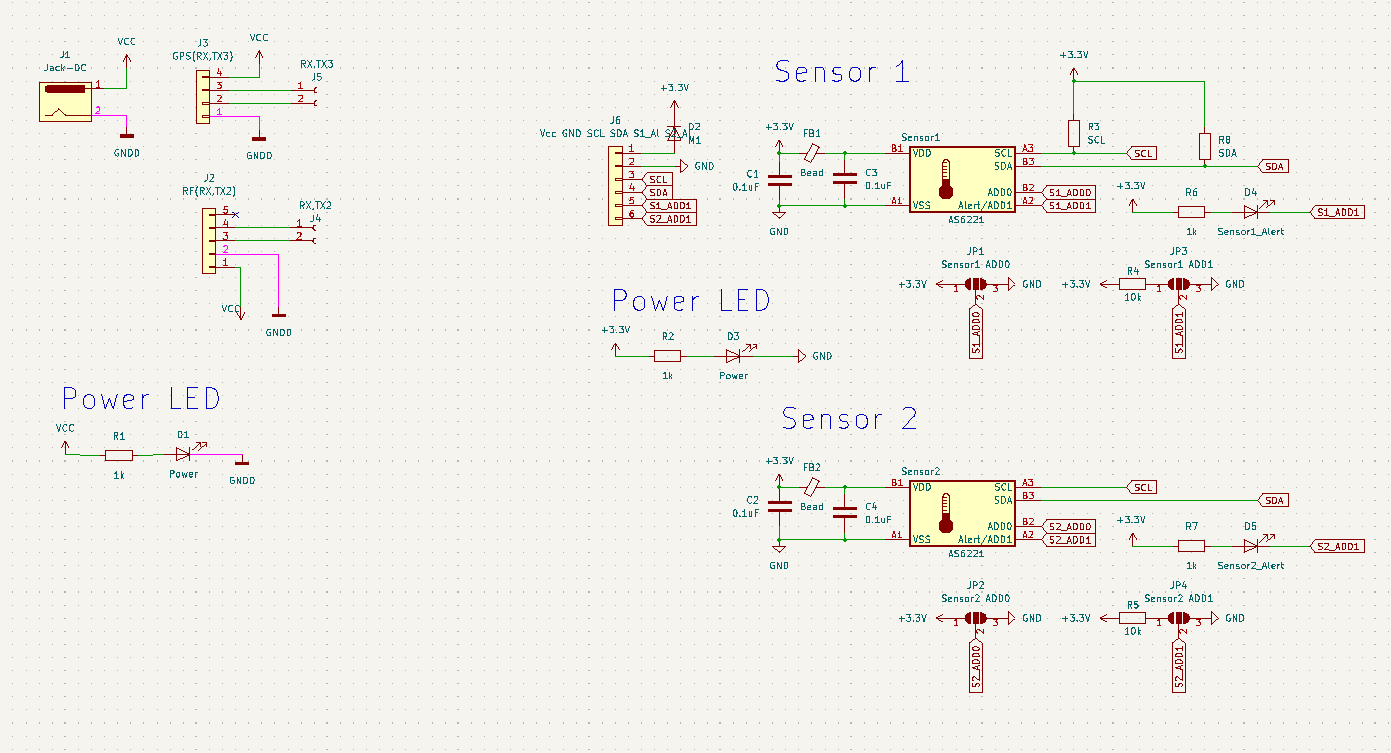 J1
Jack-DC
VCC
1
2
GNDD
J3
GPS(RX,TX3)
VCC
4
3
2
1
GNDD
RX,TX3
J5
1
2
J2
RF(RX,TX2)
5
4
3
2
1
VCC
GNDD
RX,TX2
J4
1
2
Power LED
VCC
R1
1k
D1
Power
GNDD
+3.3V
D2
M1
J6
Vcc GND SCL SDA S1_Al
1
2
3
4
5
6
GND
SCL
SDA
S1_ADD1
S2_ADD1
Power LED
+3.3V
R2
1k
D3
Power
GND
Sensor 1
+3.3V
FB1
Bead
C1
0.1uF
C3
0.1uF
GND
Sensor1
B1 VDD
SCL A3
SDA B3
ADD0 B2
A1 VSS
Alert/ADD1 A2
AS6221
S1_ADD0
S1_ADD1
+3.3V
R3
SCL
R8
SDA
SCL
SDA
+3.3V
R6
1k
D4
Sensor1_Alert
S1_ADD1
JP1
Sensor1 ADD0
+3.3V
1
2
3
GND
S1_ADD0
JP3
Sensor1 ADD1
+3.3V
R4
10k
1
2
3
GND
S1_ADD1
Sensor 2
+3.3V
FB2
Bead
C2
0.1uF
C4
0.1uF
GND
Sensor2
B1 VDD
SCL A3
SDA B3
ADD0 B2
A1 VSS
Alert/ADD1 A2
AS6221
S2_ADD0
S2_ADD1
SCL
SDA
+3.3V
R7
1k
D5
Sensor2_Alert
S2_ADD1
JP2
Sensor2 ADD0
+3.3V
1
2
3
GND
S2_ADD0
JP4
Sensor2 ADD1
+3.3V
R5
10k
1
2
3
GND
S2_ADD1